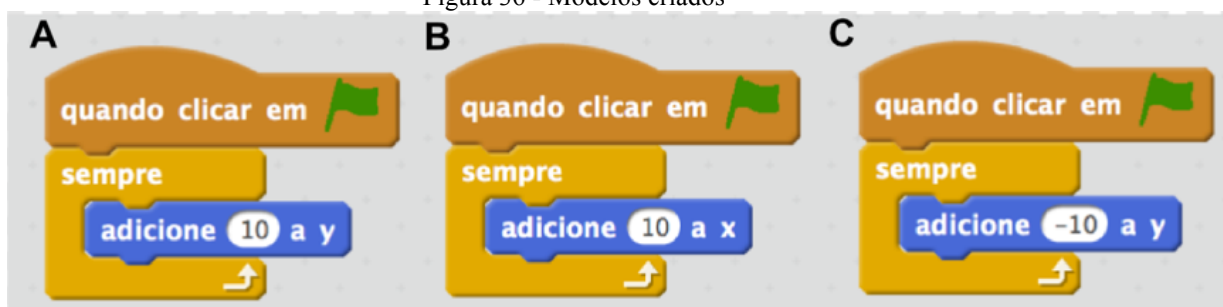 Figura 36 - Modelos criados
A
quando clicar em
sempre
adicione 10 a y
B
quando clicar em
sempre
adicione 10 a x
C
quando clicar em
sempre
adicione -10 a y